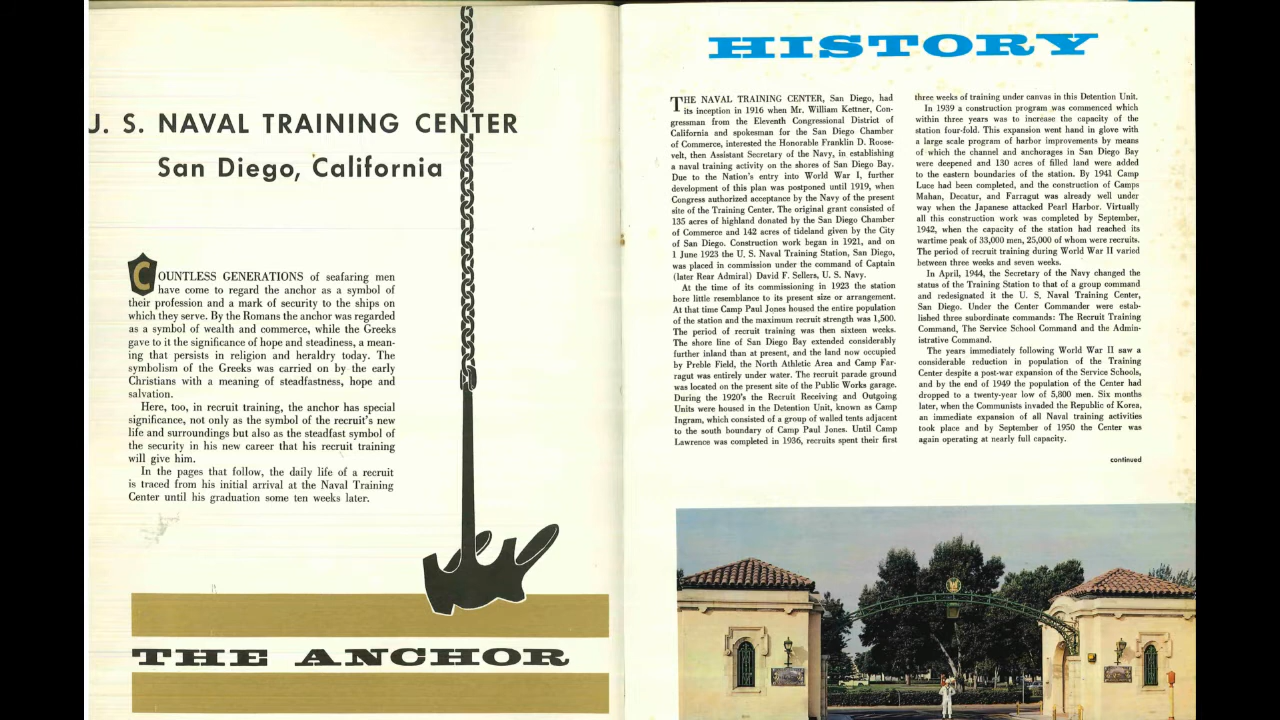 U. S. NAVAL TRAINING CENTER
San Diego, California
COUNTLESS GENERATIONS of seafaring men
have come to regard the anchor as a symbol of
their profession and a mark of security to the ships on
which they serve. By the Romans the anchor was regarded
as a symbol of wealth and commerce, while the Greeks
gave to it the significance of hope and steadiness, a mean-
ing that persists in religion and heraldry today. The
symbolism of the Greeks was carried on by the early
Christians with a meaning of steadfastness, hope and
salvation.
Here, too, in recruit training, the anchor has special
significance, not only as the symbol of the recruit's new
life and surroundings but also as the steadfast symbol of
the security in his new career that his recruit training
will give him.
In the pages that follow, the daily life of a recruit
is traced from his initial arrival at the Naval Training
Center until his graduation some ten weeks later.
THE ANCHOR
HISTORY
THE NAVAL TRAINING CENTER, San Diego, had
its inception in 1916 when Mr. William Kettner, Con-
gressman from the Eleventh Congressional District of
California and spokesman for the San Diego Chamber
of Commerce, interested the Honorable Franklin D. Roose-
velt, then Assistant Secretary of the Navy, in establishing
a naval training activity on the shores of San Diego Bay.
Due to the Nation's entry into World War I, further
development of this plan was postponed until 1919, when
Congress authorized acceptance by the Navy of the present
site of the Training Center. The original grant consisted of
135 acres of highland donated by the San Diego Chamber
of Commerce and 142 acres of tideland given by the City
of San Diego. Construction work began in 1921, and on
1 June 1923 the U. S. Naval Training Station, San Diego,
was placed in commission under the command of Captain
(later Rear Admiral) David F. Sellers, U. S. Navy.
At the time of its commissioning in 1923 the station
bore little resemblance to its present size or arrangement.
At that time Camp Paul Jones housed the entire population
of the station and the maximum recruit strength was 1,500.
The period of recruit training was then sixteen weeks.
The shore line of San Diego Bay extended considerably
further inland than at present, and the land now occupied
by Preble Field, the North Athletic Area and Camp Far-
ragut was entirely under water. The recruit parade ground
was located on the present site of the Public Works garage.
During the 1920's the Recruit Receiving and Outgoing
Units were housed in the Detention Unit, known as Camp
Ingram, which consisted of a group of walled tents adjacent
to the south boundary of Camp Paul Jones. Until Camp
Lawrence was completed in 1936, recruits spent their first
three weeks of training under canvas in this Detention Unit.
In 1939 a construction program was commenced which
within three years was to increase the capacity of the
station four-fold. This expansion went hand in glove with
a large scale program of harbor improvements by means
of which the channel and anchorages in San Diego Bay
were deepened and 130 acres of filled land were added
to the eastern boundaries of the station. By 1941 Camp
Luce had been completed, and the construction of Camps
Mahan, Decatur, and Farragut was already well under
way when the Japanese attacked Pearl Harbor. Virtually
all this construction work was completed by September,
1942, when the capacity of the station had reached its
wartime peak of 33,000 men, 25,000 of whom were recruits.
The period of recruit training during World War II varied
between three weeks and seven weeks.
In April, 1944, the Secretary of the Navy changed the
status of the Training Station to that of a group command
and redesignated it the U. S. Naval Training Center,
San Diego. Under the Center Commander were estab-
lished three subordinate commands: The Recruit Training
Command, The Service School Command and the Admin-
istrative Command.
The years immediately following World War II saw a
considerable reduction in population of the Training
Center despite a post-war expansion of the Service Schools,
and by the end of 1949 the population of the Center had
dropped to a twenty-year low of 5,800 men. Six months
later, when the Communists invaded the Republic of Korea,
an immediate expansion of all Naval training activities
took place and by September of 1950 the Center was
again operating at nearly full capacity.
continued